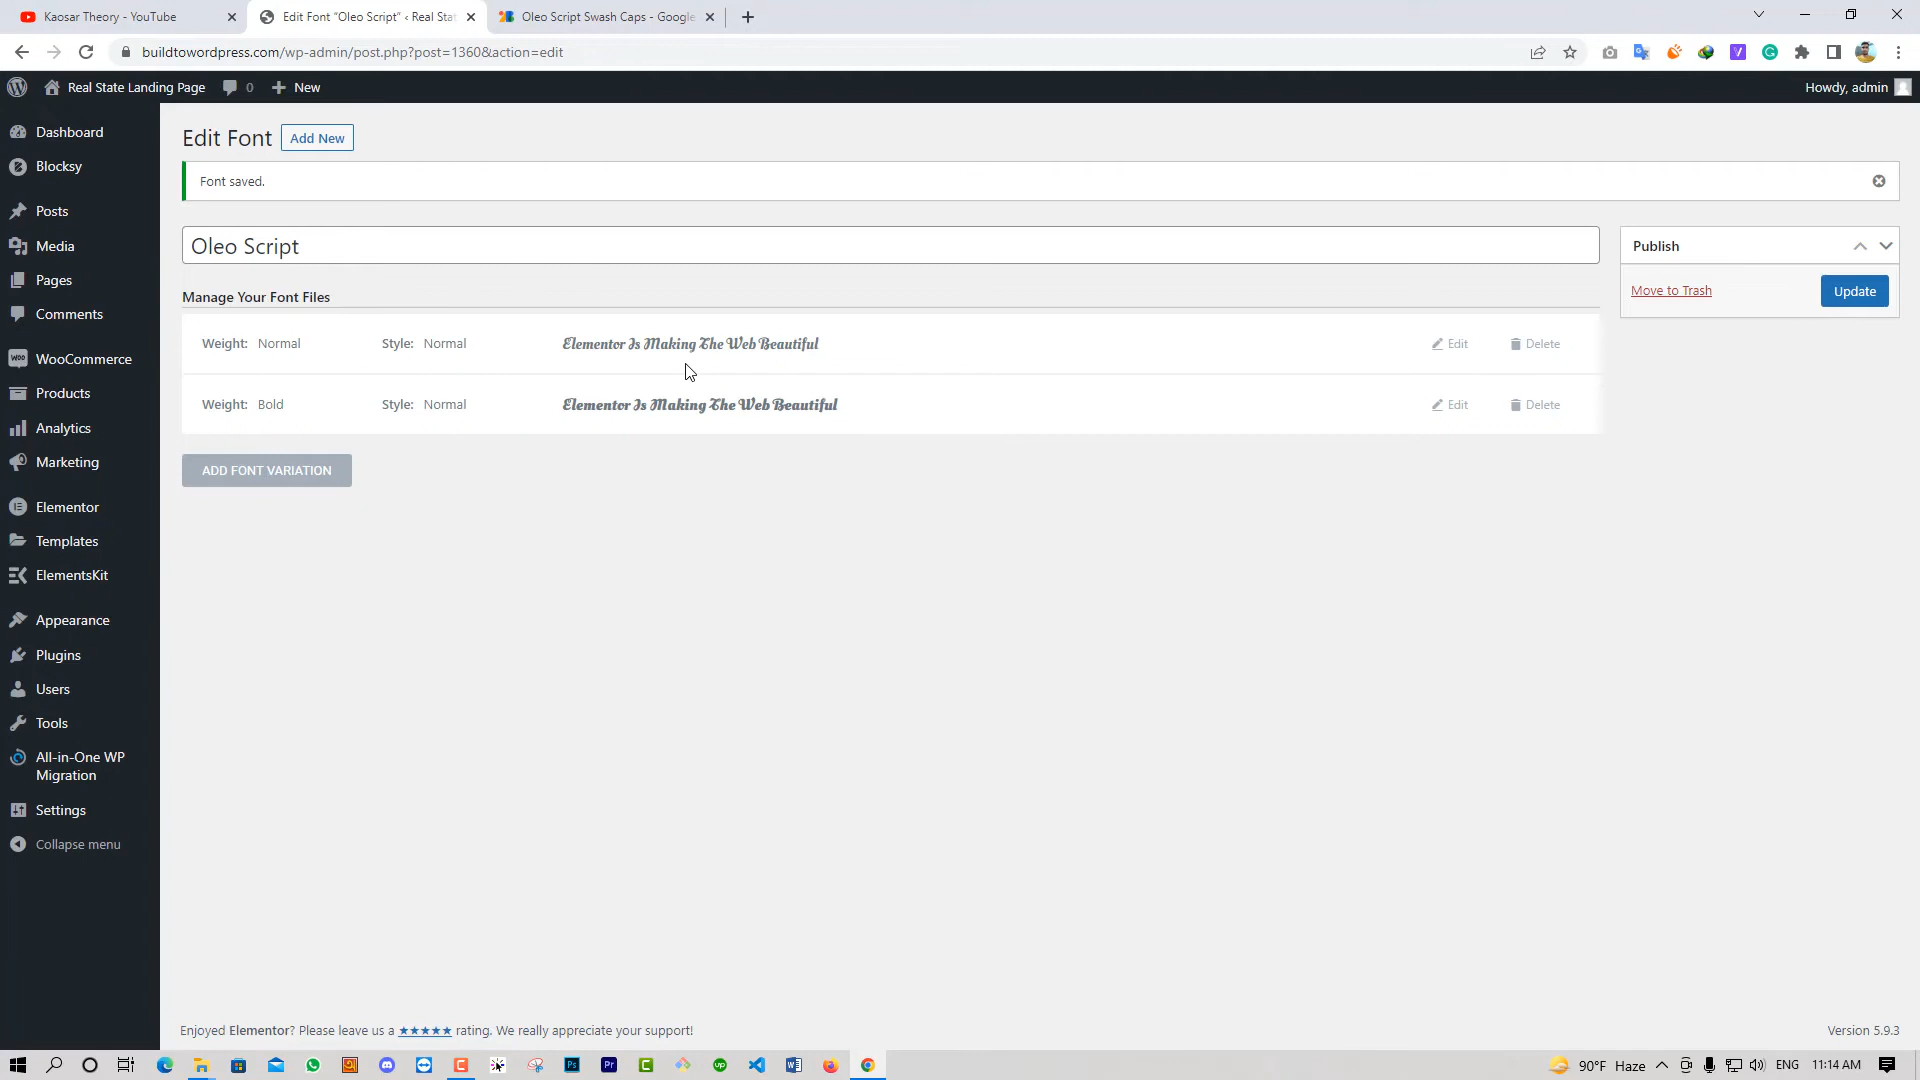 Kaosar Theory - YouTube
Edit Font "Oleo Script" ‹ Real Stat
Oleo Script Swash Caps - Google
buildtowordpress.com/wp-admin/post.php?post=1360&action=edit
Real State Landing Page
0
New
Howdy, admin
Dashboard
Blocksy
Posts
Media
Pages
Comments
WooCommerce
Products
Analytics
Marketing
Elementor
Templates
ElementsKit
Appearance
Plugins
Users
Tools
All-in-One WP
Migration
Settings
Collapse menu
Edit Font
Add New
Font saved.
Oleo Script
Manage Your Font Files
Weight: Normal
Style: Normal
Elementor Is Making The Web Beautiful
Edit
Delete
Weight: Bold
Style: Normal
Elementor Is Making The Web Beautiful
Edit
Delete
ADD FONT VARIATION
Publish
Move to Trash
Update
Enjoyed Elementor? Please leave us a ★★★★★ rating. We really appreciate your support!
Version 5.9.3
90°F Haze
ENG
11:14 AM